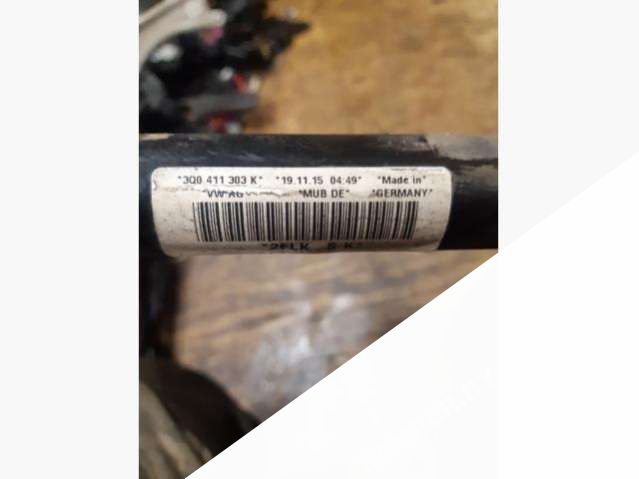 *3Q0 411 303 K* *19.11.15 04:49* *Made in*
*VW AG *MUB DE* *GERMANY*